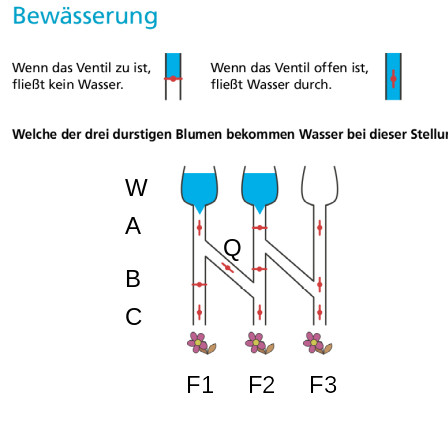 Bewässerung
Wenn das Ventil zu ist,
fließt kein Wasser.
Wenn das Ventil offen ist,
fließt Wasser durch.
Welche der drei durstigen Blumen bekommen Wasser bei dieser
W
A
Q
B
C
F1 F2 F3